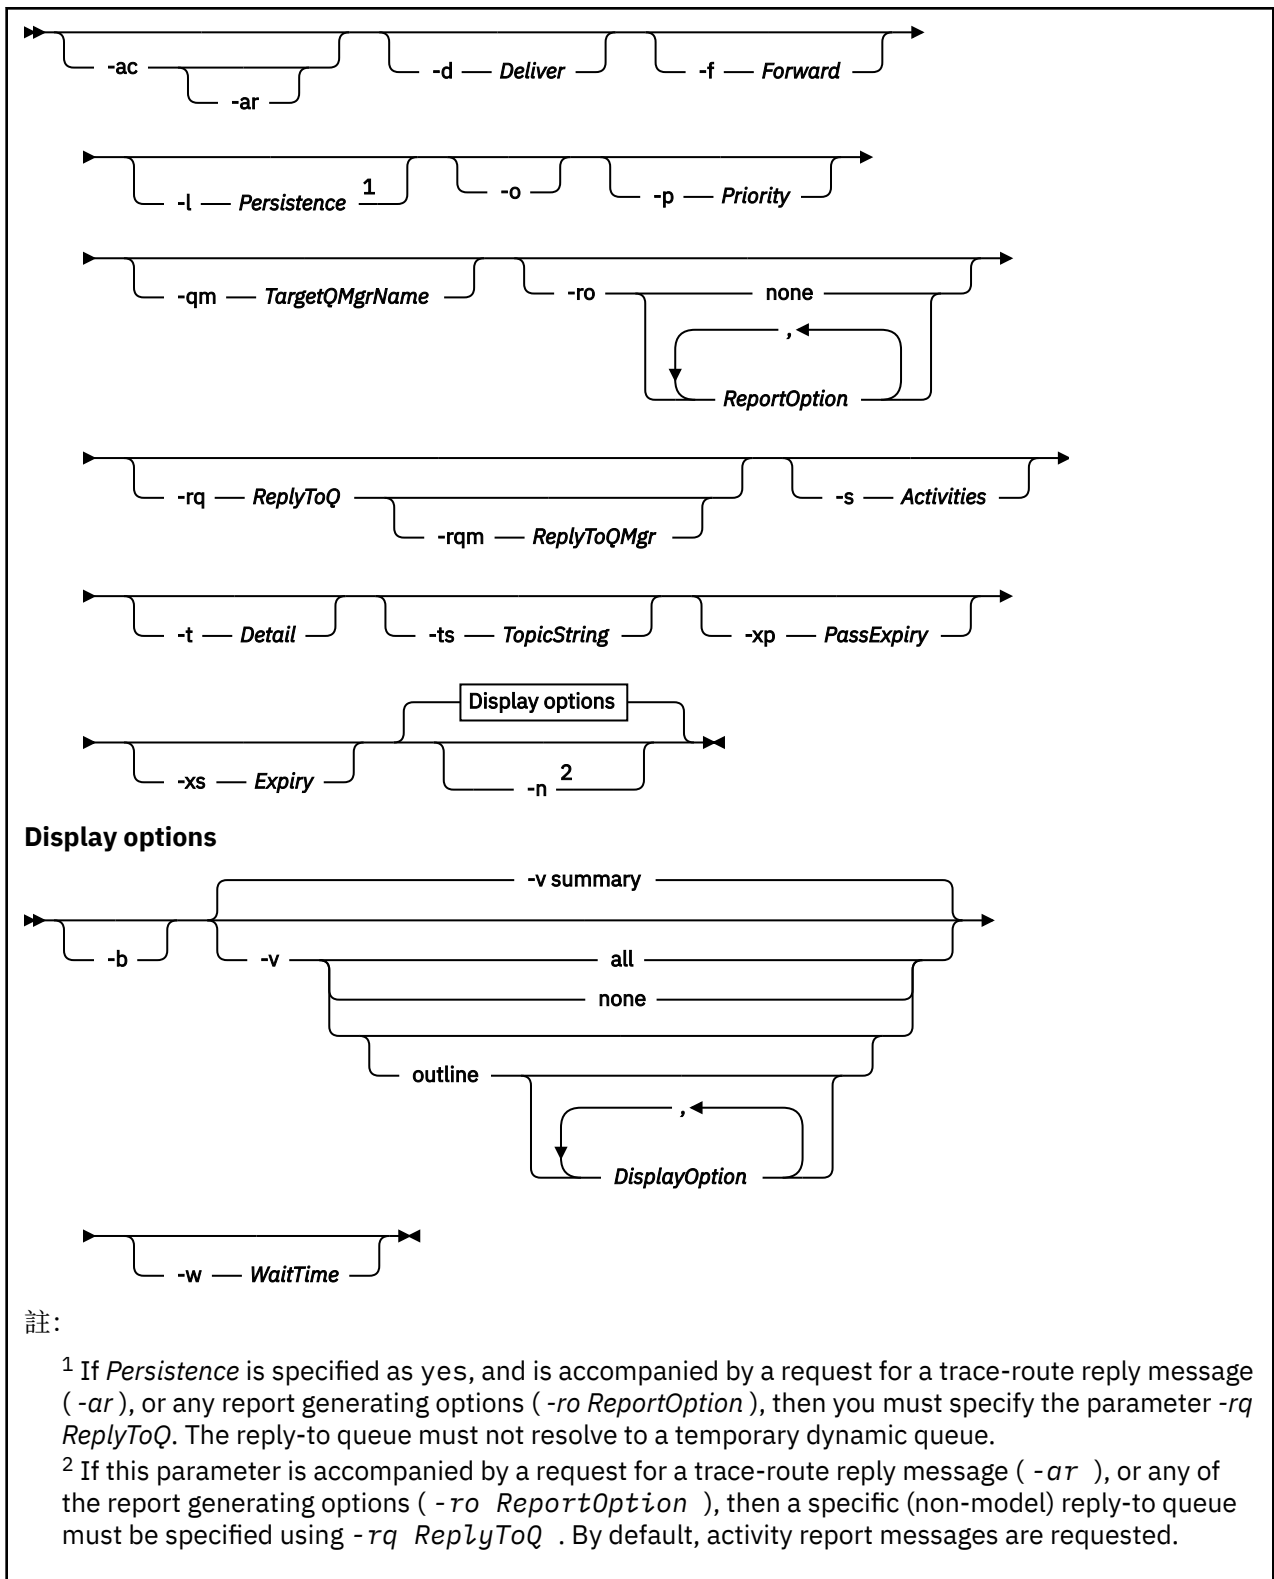 -ac
-ar
-d Deliver
-f Forward
-l Persistence 1
-o
-p Priority
-qm TargetQMgrName
-ro none
,
ReportOption
-rq ReplyToQ
-rqm ReplyToQMgr
-s Activities
-t Detail
-ts TopicString
-xp PassExpiry
Display options
-xs Expiry
-n 2
Display options
-v summary
-b
-v all
none
outline
,
DisplayOption
-w WaitTime
註:
1 If Persistence is specified as yes, and is accompanied by a request for a trace-route reply message
( -ar ), or any report generating options ( -ro ReportOption ), then you must specify the parameter -rq
ReplyToQ. The reply-to queue must not resolve to a temporary dynamic queue.
2 If this parameter is accompanied by a request for a trace-route reply message ( -ar ), or any of
the report generating options ( -ro ReportOption ), then a specific (non-model) reply-to queue
must be specified using -rq ReplyToQ . By default, activity report messages are requested.